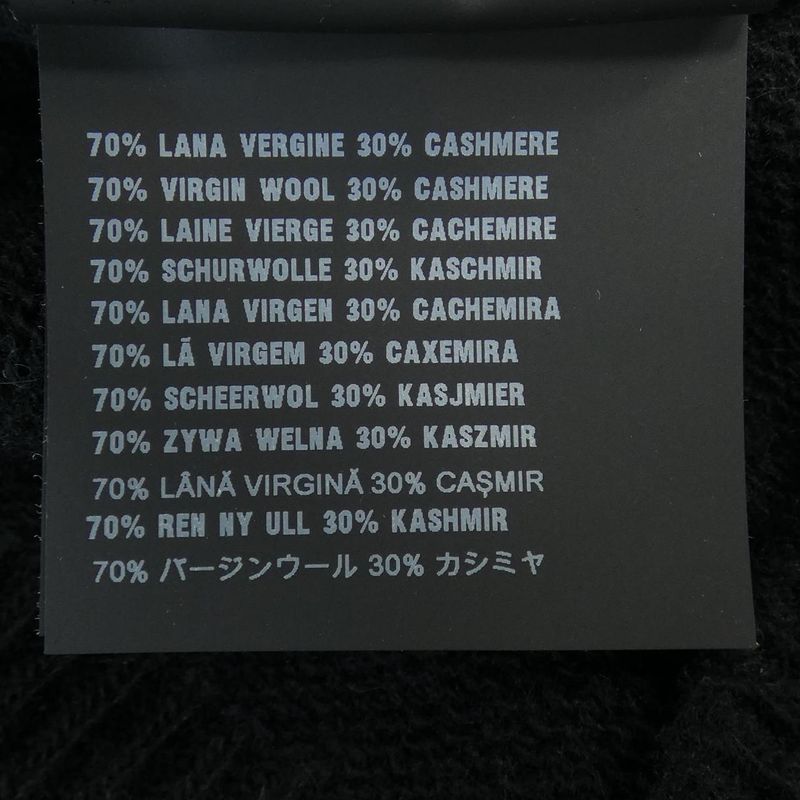 70% LANA VERGINE 30% CASHMERE
70% VIRGIN WOOL 30% CASHMERE
70% LAINE VIERGE 30% CACHEMIRE
70% SCHURWOLLE 30% KASCHMIR
70% LANA VIRGEN 30% CACHEMIRA
70% LÃ VIRGEM 30% CAXEMIRA
70% SCHEERWOL 30% KASJMIER
70% ZYWA WELNA 30% KASZMIR
70% LÂNĂ VIRGINĂ 30% CAŞMIR
70% REN NY ULL 30% KASHMIR
70% バージンウール 30% カシミヤ